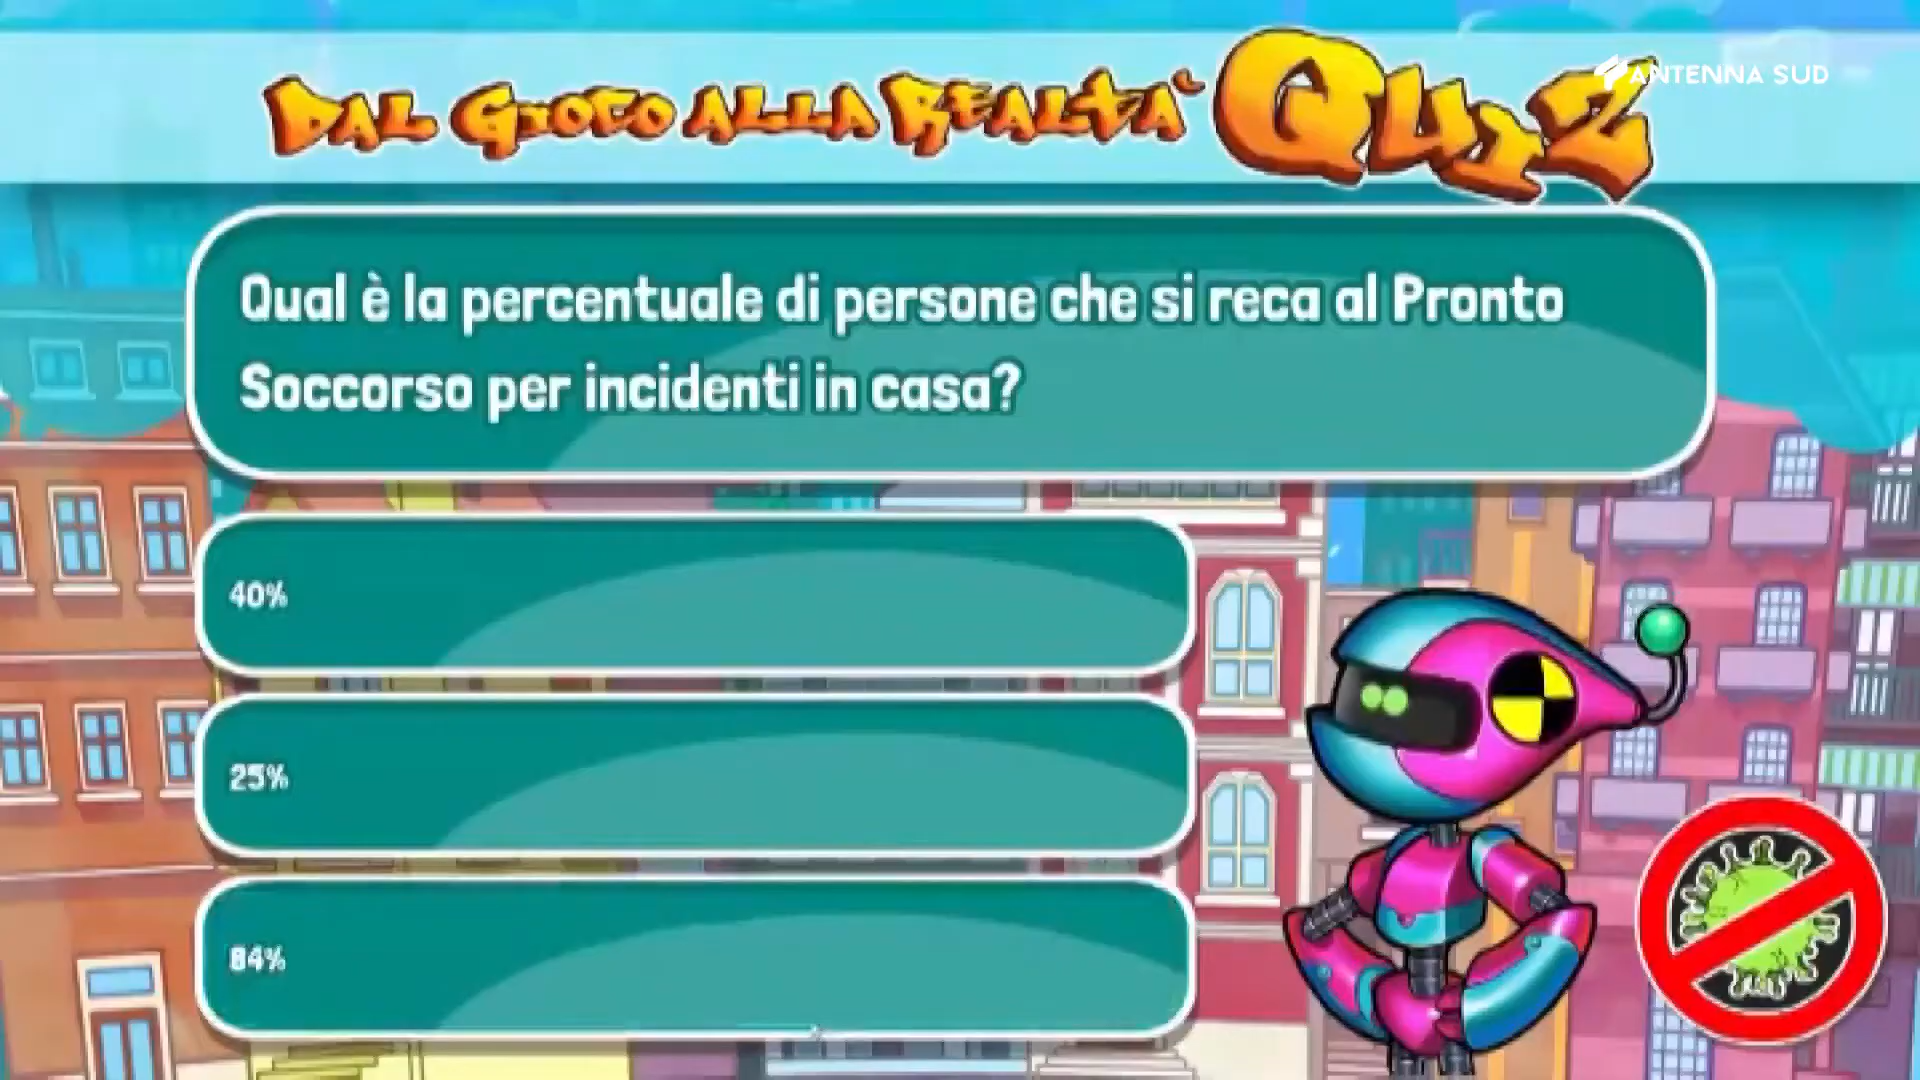 ANTENNA SUD
DAL GIOCO ALLA REALTA' QUIZ
Qual è la percentuale di persone che si reca al Pronto
Soccorso per incidenti in casa?
40%
25%
84%